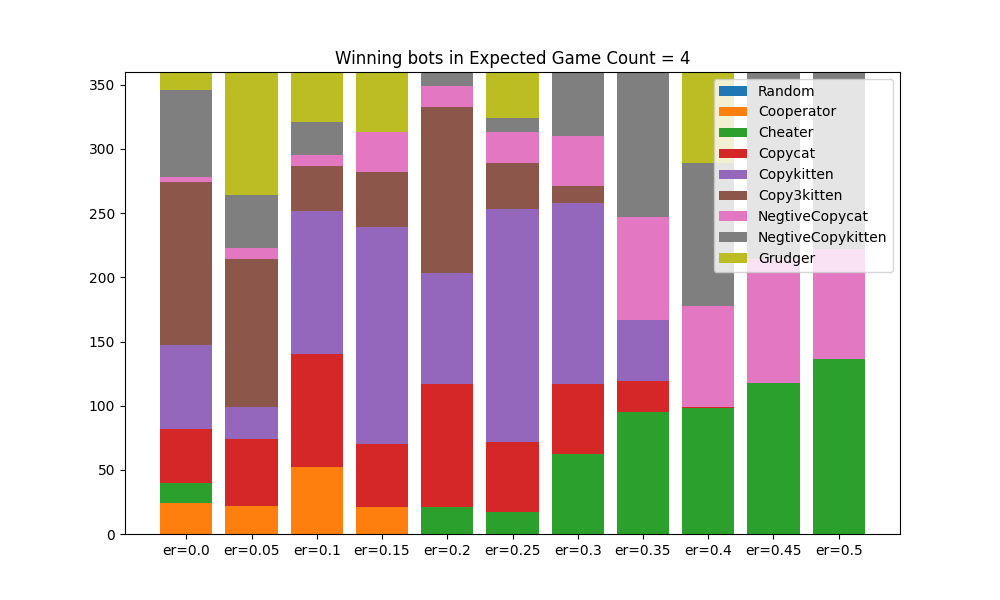 Winning bots in Expected Game Count = 4
350
300
250
200
150
100
50
0
Random
Cooperator
Cheater
Copycat
Copykitten
Copy3kitten
NegtiveCopycat
NegtiveCopykitten
Grudger
er=0.0 er=0.05 er=0.1 er=0.15 er=0.2 er=0.25 er=0.3 er=0.35 er=0.4 er=0.45 er=0.5